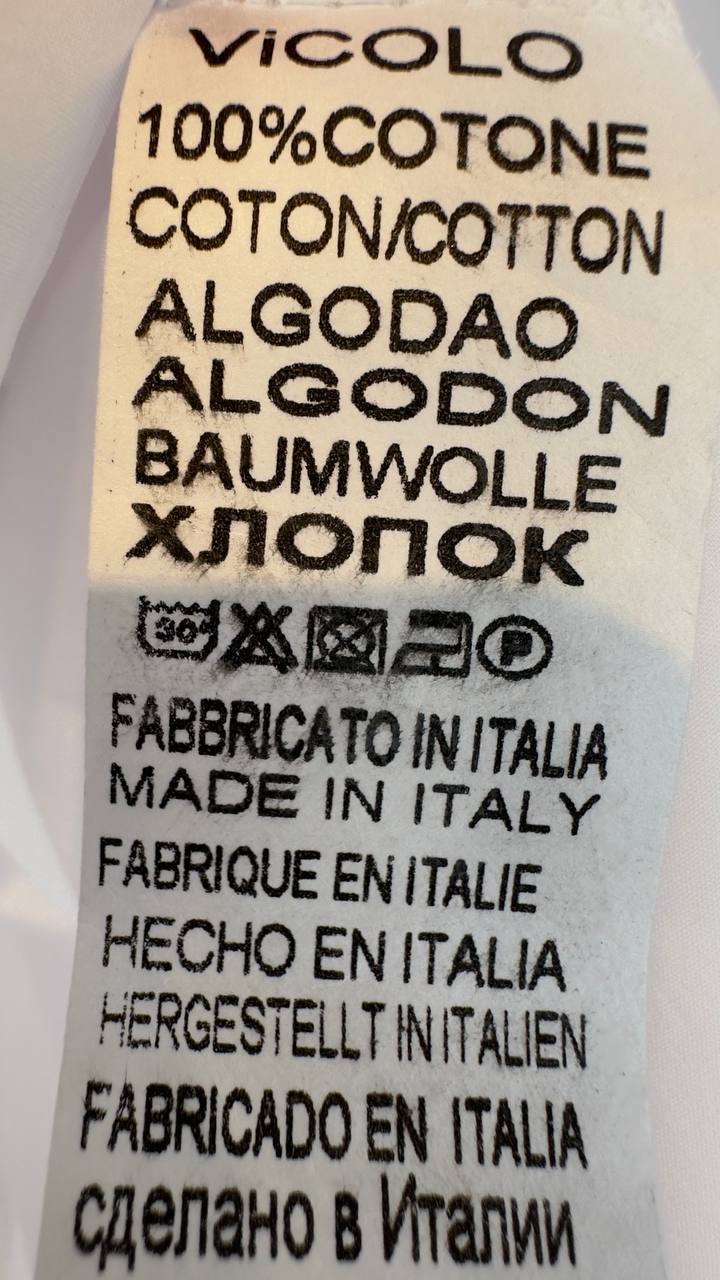 ViCOLO
100%COTONE
COTON/COTTON
ALGODAO
ALGODON
BAUMWOLLE
ХЛОПОК
30° P
FABBRICATO IN ITALIA
MADE IN ITALY
FABRIQUE EN ITALIE
HECHO EN ITALIA
HERGESTELLT IN ITALIEN
FABRICADO EN ITALIA
сделано в Италии